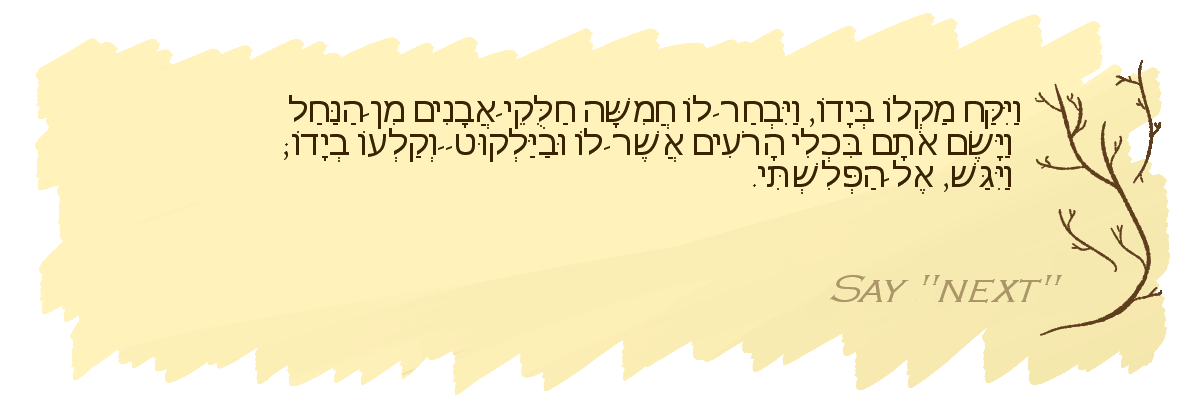 וַיִּקַּח מַקְלוֹ בְּיָדוֹ, וַיִּבְחַר-לוֹ חֲמִשָּׁה חַלֻּקֵי-אֲבָנִים מִן-הַנַּחַל
וַיָּשֶׂם אֹתָם בִּכְלִי הָרֹעִים אֲשֶׁר-לוֹ וּבַיַּלְקוּט--וְקַלְעוֹ בְיָדוֹ;
וַיִּגַּשׁ, אֶל-הַפְּלִשְׁתִּי.
Say "next"